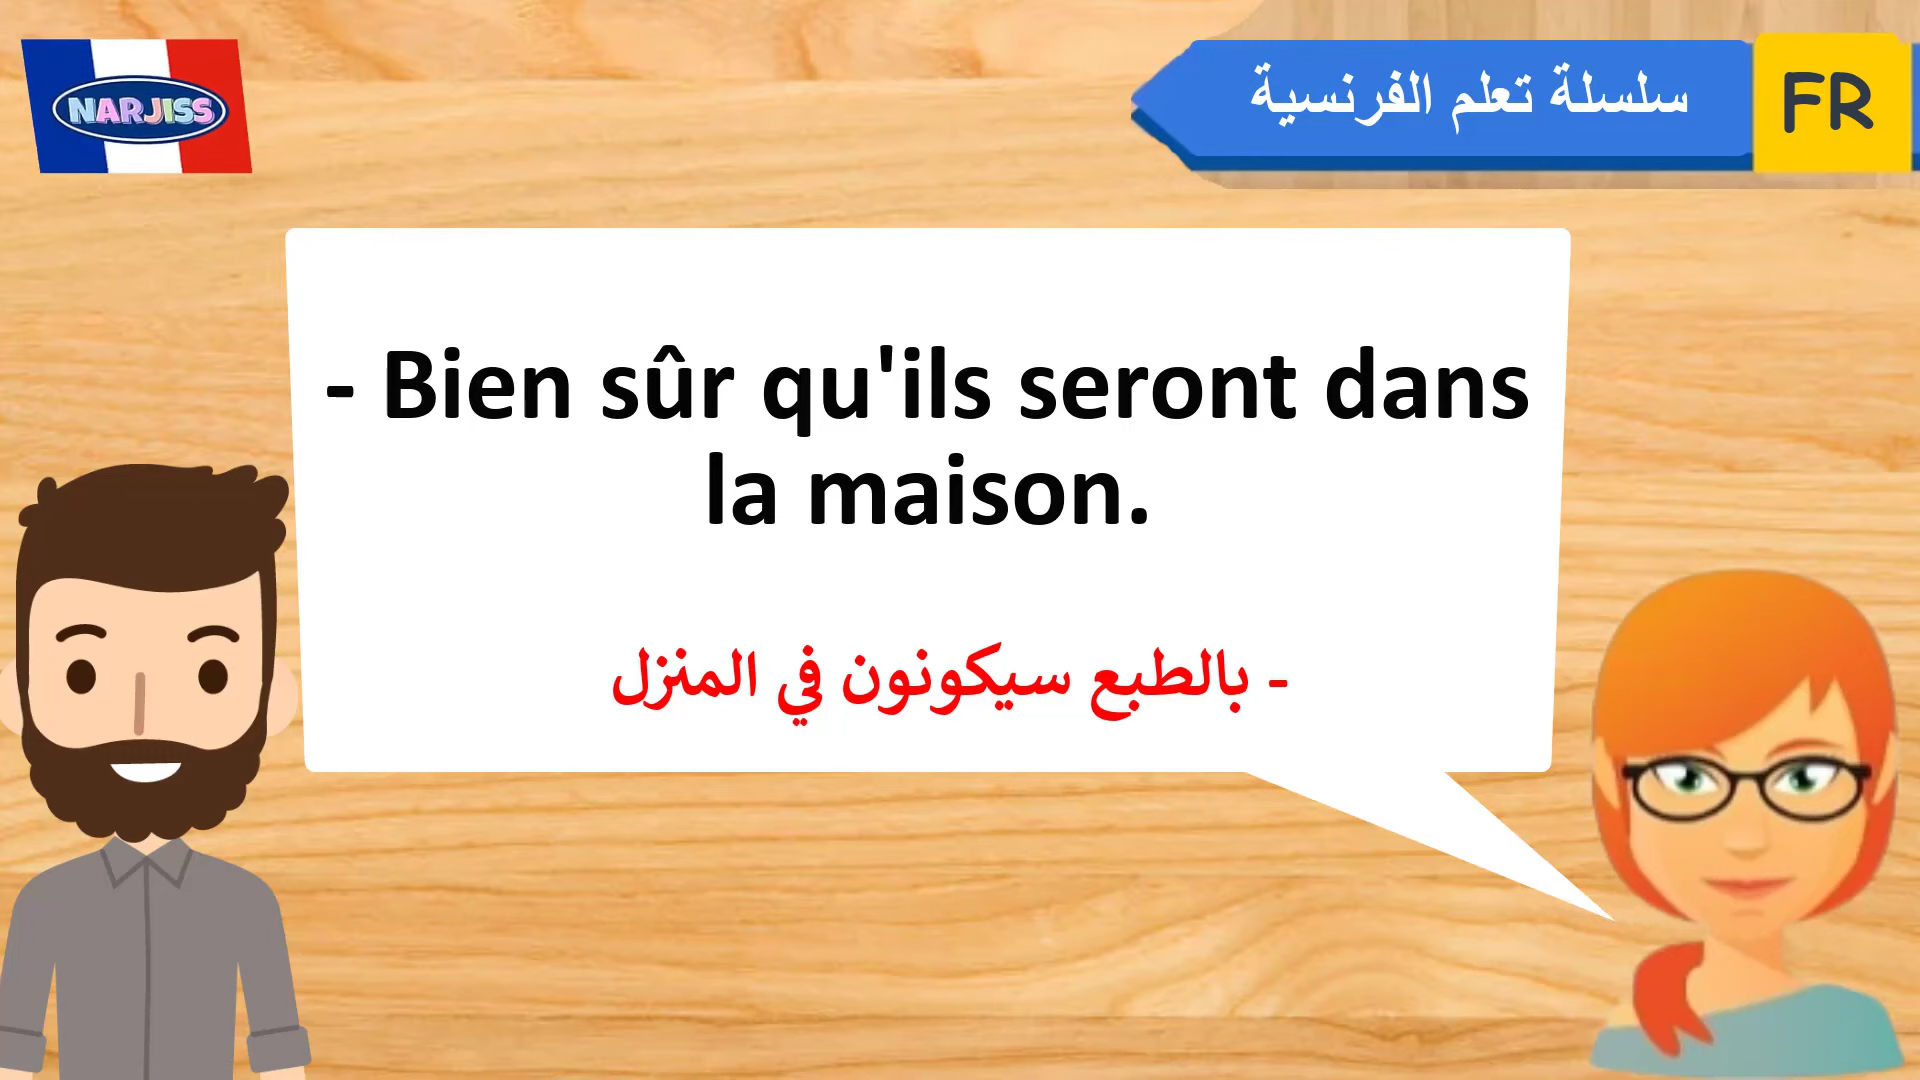 NARJISS
سلسلة تعلم الفرنسية
FR
- Bien sûr qu'ils seront dans
la maison.
- بالطبع سيكونون في المنزل